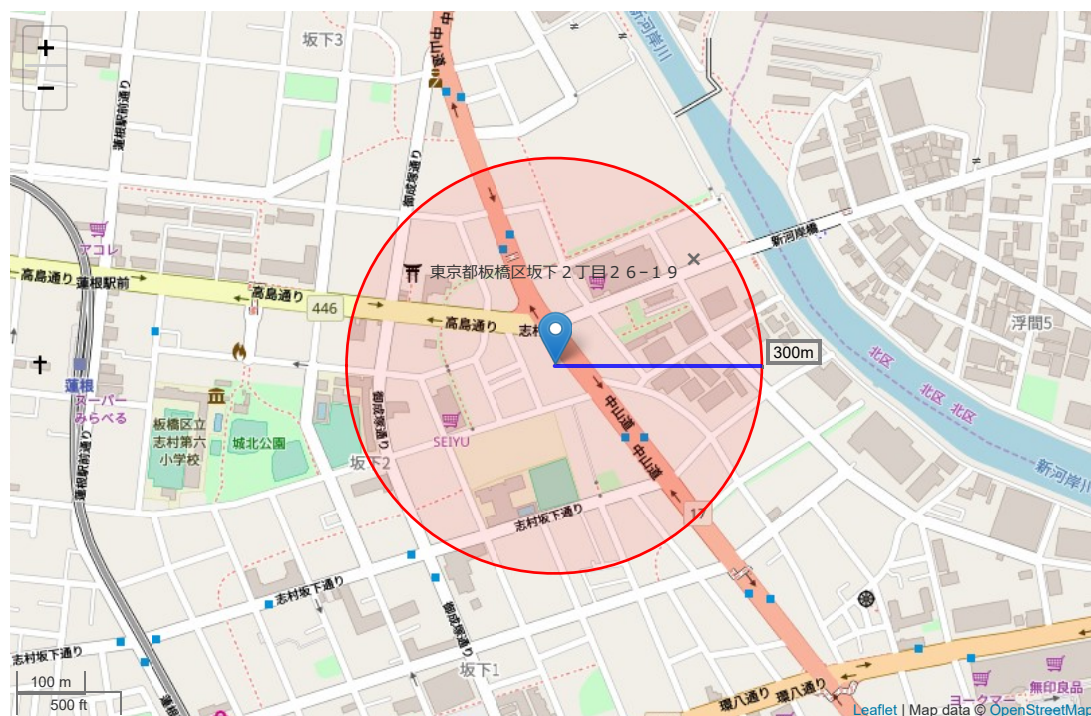 +
−
坂下3
中山道
新河岸川
蓮根駅前通り
御成塚通り
アコレ
新河岸橋
東京都板橋区坂下２丁目２６−１９
×
高島通り
蓮根駅前
高島通り
446
高島通り
志村
300m
浮間5
北区
北区
北区
蓮根
スーパー
みらべる
板橋区立
志村第六
小学校
城北公園
御成塚通り
坂下2
SEIYU
中山道
中山道
蓮根駅前通り
新河岸川
17
志村坂下通り
志村坂下通り
御成塚通り
志村坂下通り
坂下1
100 m
500 ft
環八通り
環八通り
ヨークマー
無印良品
Leaflet | Map data © OpenStreetMap